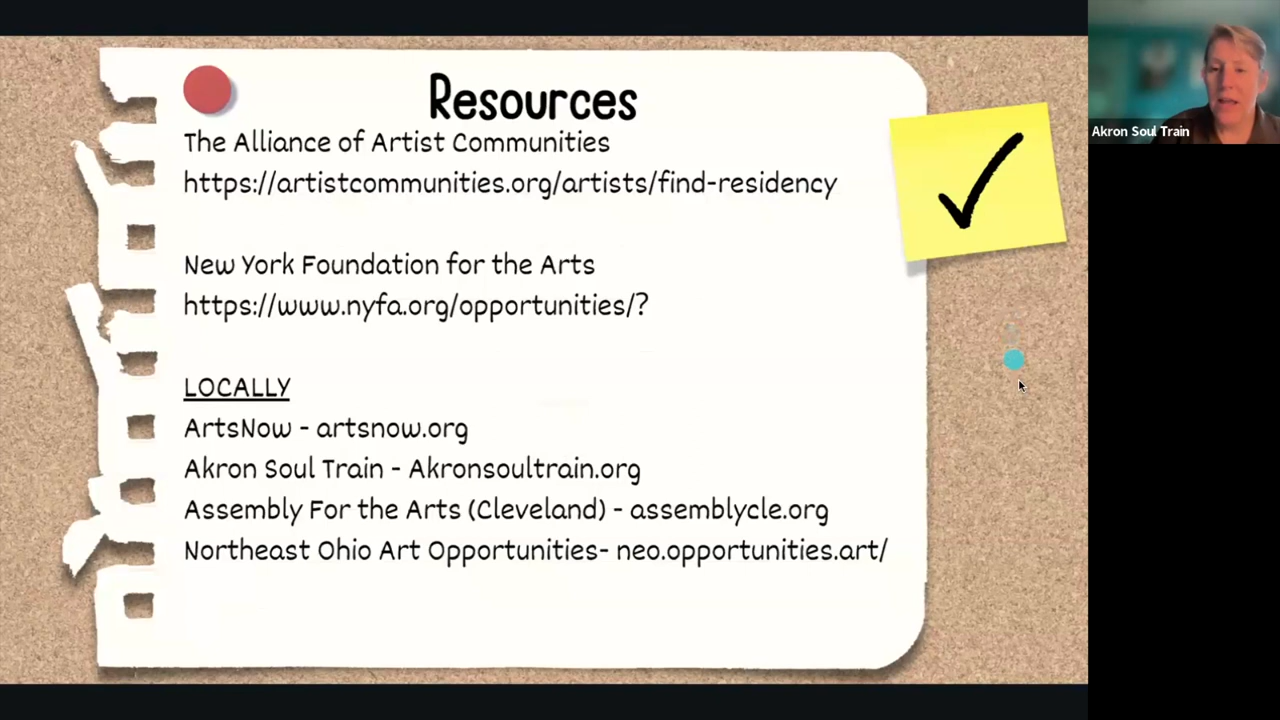 Resources
The Alliance of Artist Communities
https://artistcommunities.org/artists/find-residency
New York Foundation for the Arts
https://www.nyfa.org/opportunities/?
LOCALLY
ArtsNow - artsnow.org
Akron Soul Train - Akronsoultrain.org
Assembly For the Arts (Cleveland) - assemblycle.org
Northeast Ohio Art Opportunities- neo.opportunities.art/
Akron Soul Train